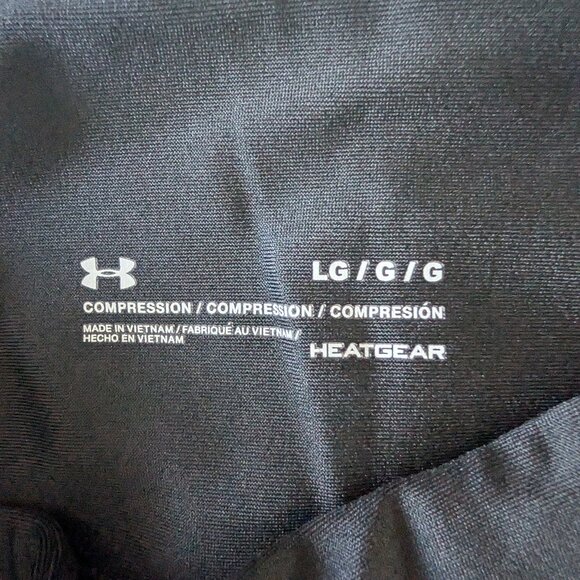 LG / G / G
COMPRESSION / COMPRESSION / COMPRESIÓN
MADE IN VIETNAM / FABRIQUÉ AU VIETNAM /
HECHO EN VIETNAM
HEATGEAR